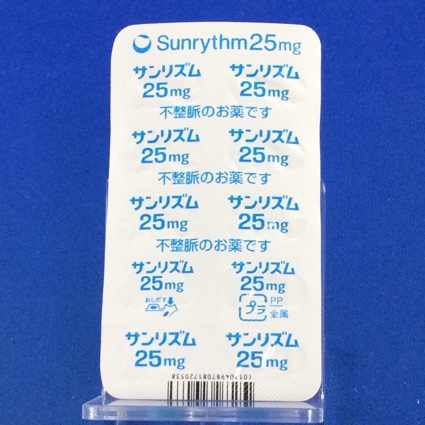 Sunrythm25mg
サンリズム サンリズム
25mg 25mg
不整脈のお薬です
サンリズム サンリズム
25mg 25mg
不整脈のお薬です
サンリズム サンリズム
25mg 25mg
不整脈のお薬です
サンリズム サンリズム
25mg 25mg
おしだす プラ PP
金属
サンリズム サンリズム
25mg 25mg
(01)04987081720538